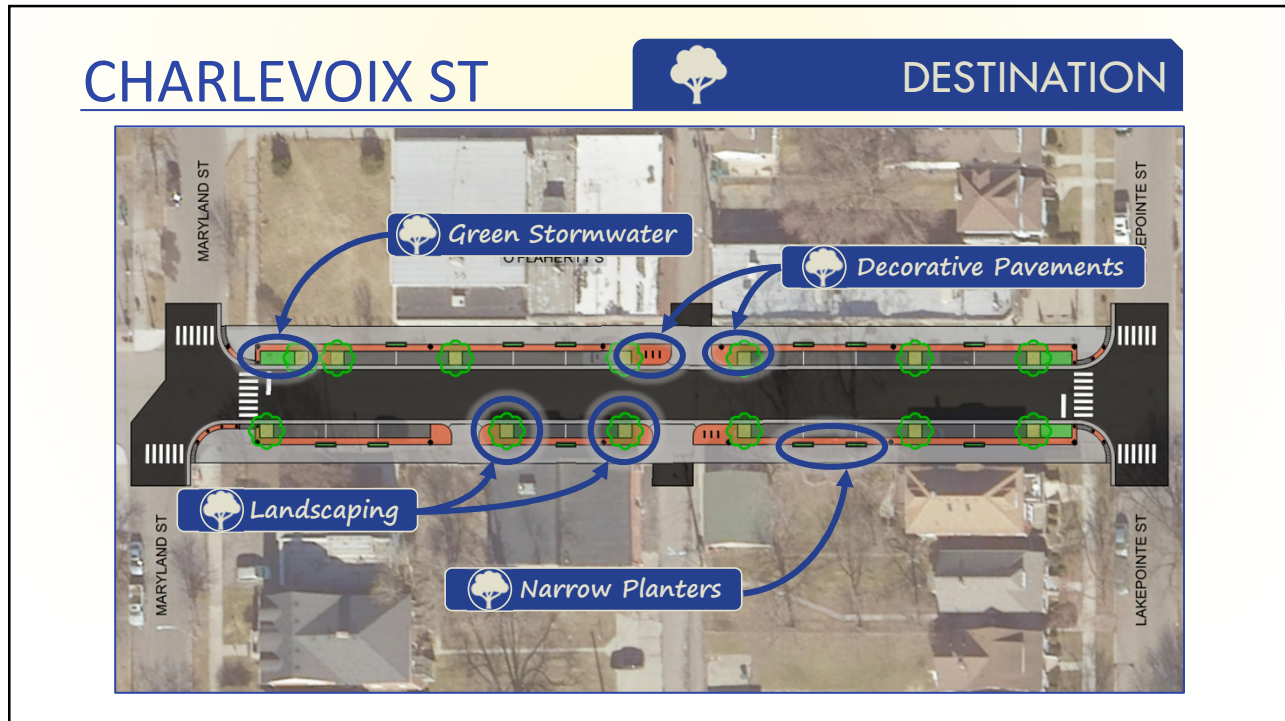 CHARLEVOIX ST
DESTINATION
MARYLAND ST
LAKEPOINTE ST
Green Stormwater
O'FLAHERTY'S
Decorative Pavements
Landscaping
Narrow Planters
MARYLAND ST
LAKEPOINTE ST